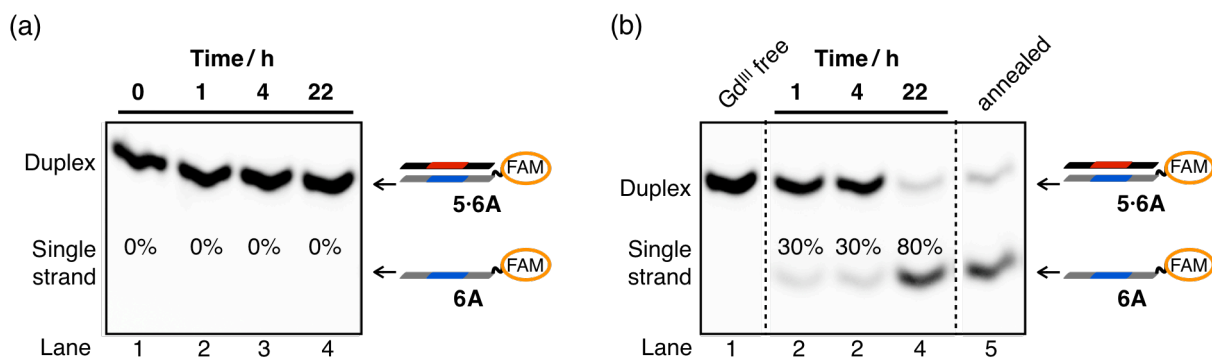 (a)
Time / h
0 1 4 22
Duplex
FAM
5·6A
0% 0% 0% 0%
Single
strand
FAM
6A
Lane 1 2 3 4
(b)
Gd^III free
Time / h
annealed
1 4 22
Duplex
FAM
5·6A
30% 30% 80%
Single
strand
FAM
6A
Lane 1 2 2 4 5